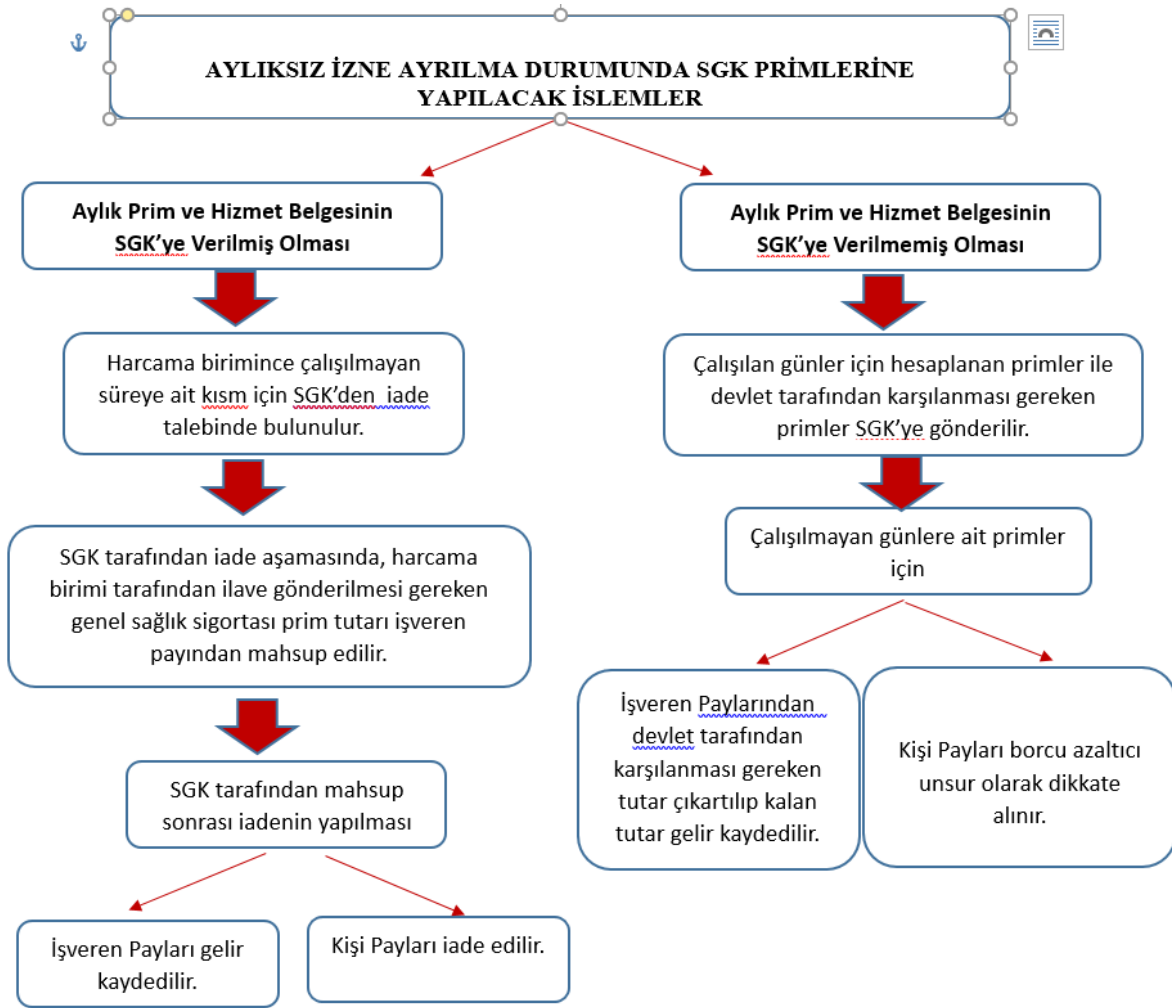 AYLIKSIZ İZNE AYRILMA DURUMUNDA SGK PRİMLERİNE
YAPILACAK İSLEMLER
Aylık Prim ve Hizmet Belgesinin
SGK'ye Verilmiş Olması
Harcama birimince çalışılmayan
süreye ait kısm için SGK'den iade
talebinde bulunulur.
SGK tarafından iade aşamasında, harcama
birimi tarafından ilave gönderilmesi gereken
genel sağlık sigortası prim tutarı işveren
payından mahsup edilir.
SGK tarafından mahsup
sonrası iadenin yapılması
İşveren Payları gelir
kaydedilir.
Kişi Payları iade edilir.
Aylık Prim ve Hizmet Belgesinin
SGK'ye Verilmemiş Olması
Çalışılan günler için hesaplanan primler ile
devlet tarafından karşılanması gereken
primler SGK'ye gönderilir.
Çalışılmayan günlere ait primler
için
İşveren Paylarından
devlet tarafından
karşılanması gereken
tutar çıkartılıp kalan
tutar gelir kaydedilir.
Kişi Payları borcu azaltıcı
unsur olarak dikkate
alınır.